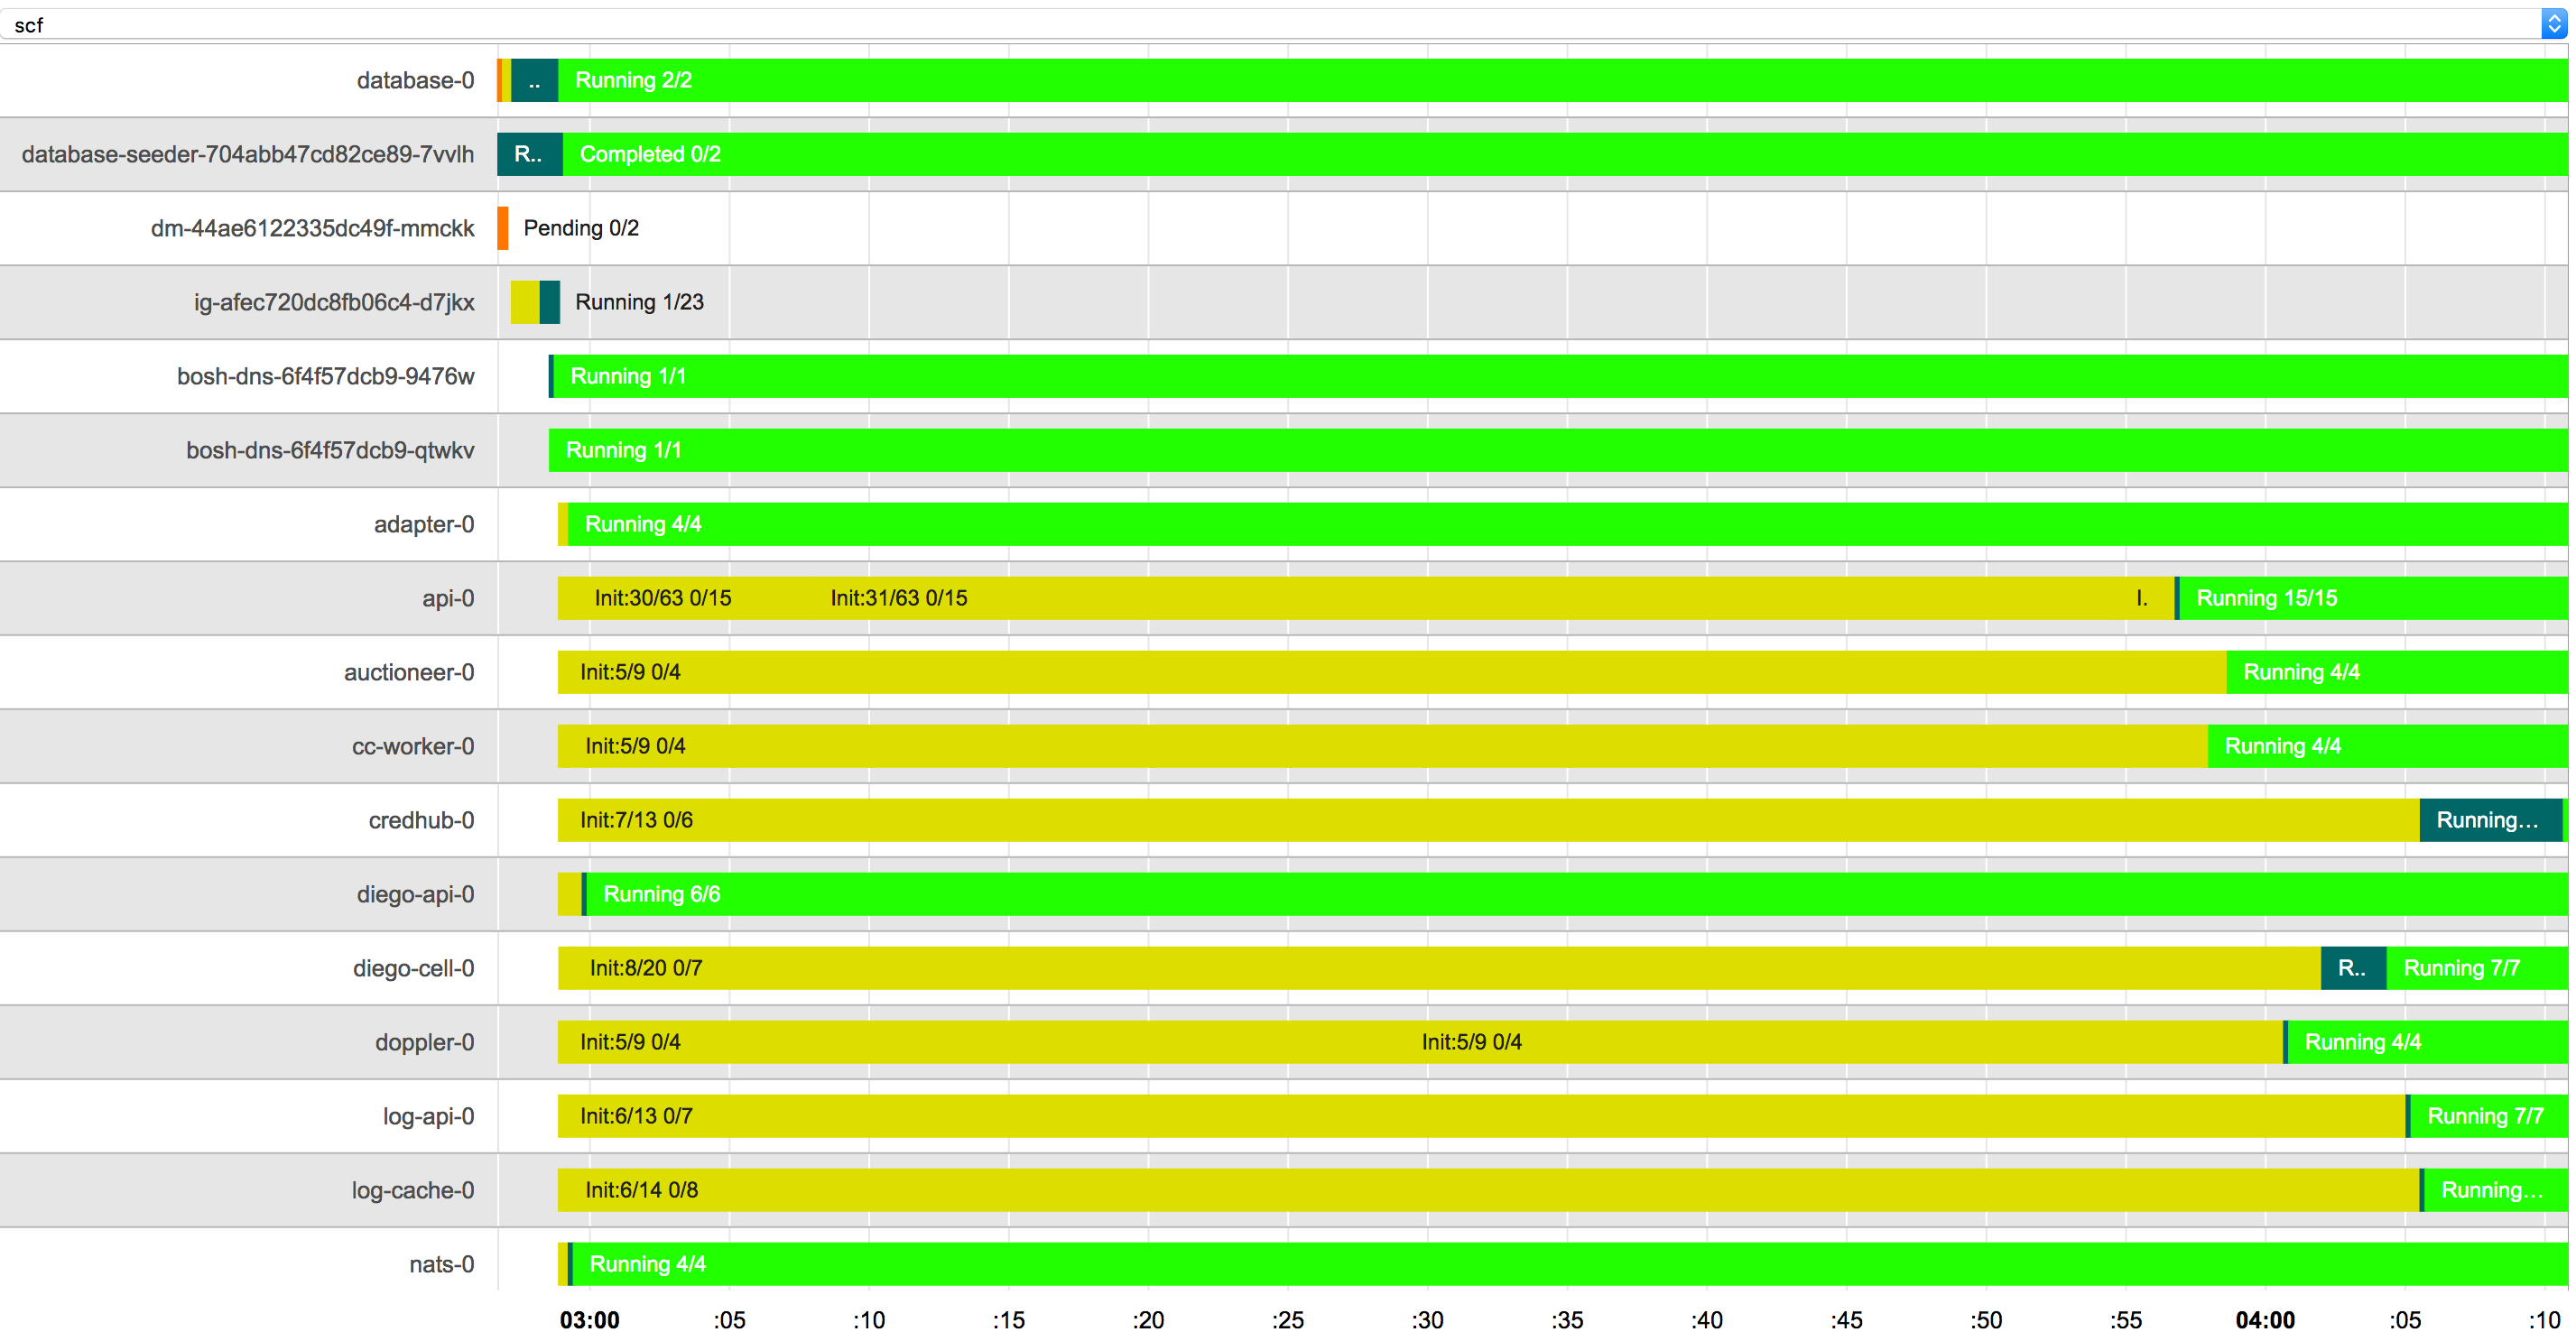 scf
database-0 .. Running 2/2
database-seeder-704abb47cd82ce89-7vvlh R.. Completed 0/2
dm-44ae6122335dc49f-mmckk Pending 0/2
ig-afec720dc8fb06c4-d7jkx Running 1/23
bosh-dns-6f4f57dcb9-9476w Running 1/1
bosh-dns-6f4f57dcb9-qtwkv Running 1/1
adapter-0 Running 4/4
api-0 Init:30/63 0/15 Init:31/63 0/15 I. Running 15/15
auctioneer-0 Init:5/9 0/4 Running 4/4
cc-worker-0 Init:5/9 0/4 Running 4/4
credhub-0 Init:7/13 0/6 Running...
diego-api-0 Running 6/6
diego-cell-0 Init:8/20 0/7 R.. Running 7/7
doppler-0 Init:5/9 0/4 Init:5/9 0/4 Running 4/4
log-api-0 Init:6/13 0/7 Running 7/7
log-cache-0 Init:6/14 0/8 Running...
nats-0 Running 4/4
03:00 :05 :10 :15 :20 :25 :30 :35 :40 :45 :50 :55 04:00 :05 :10